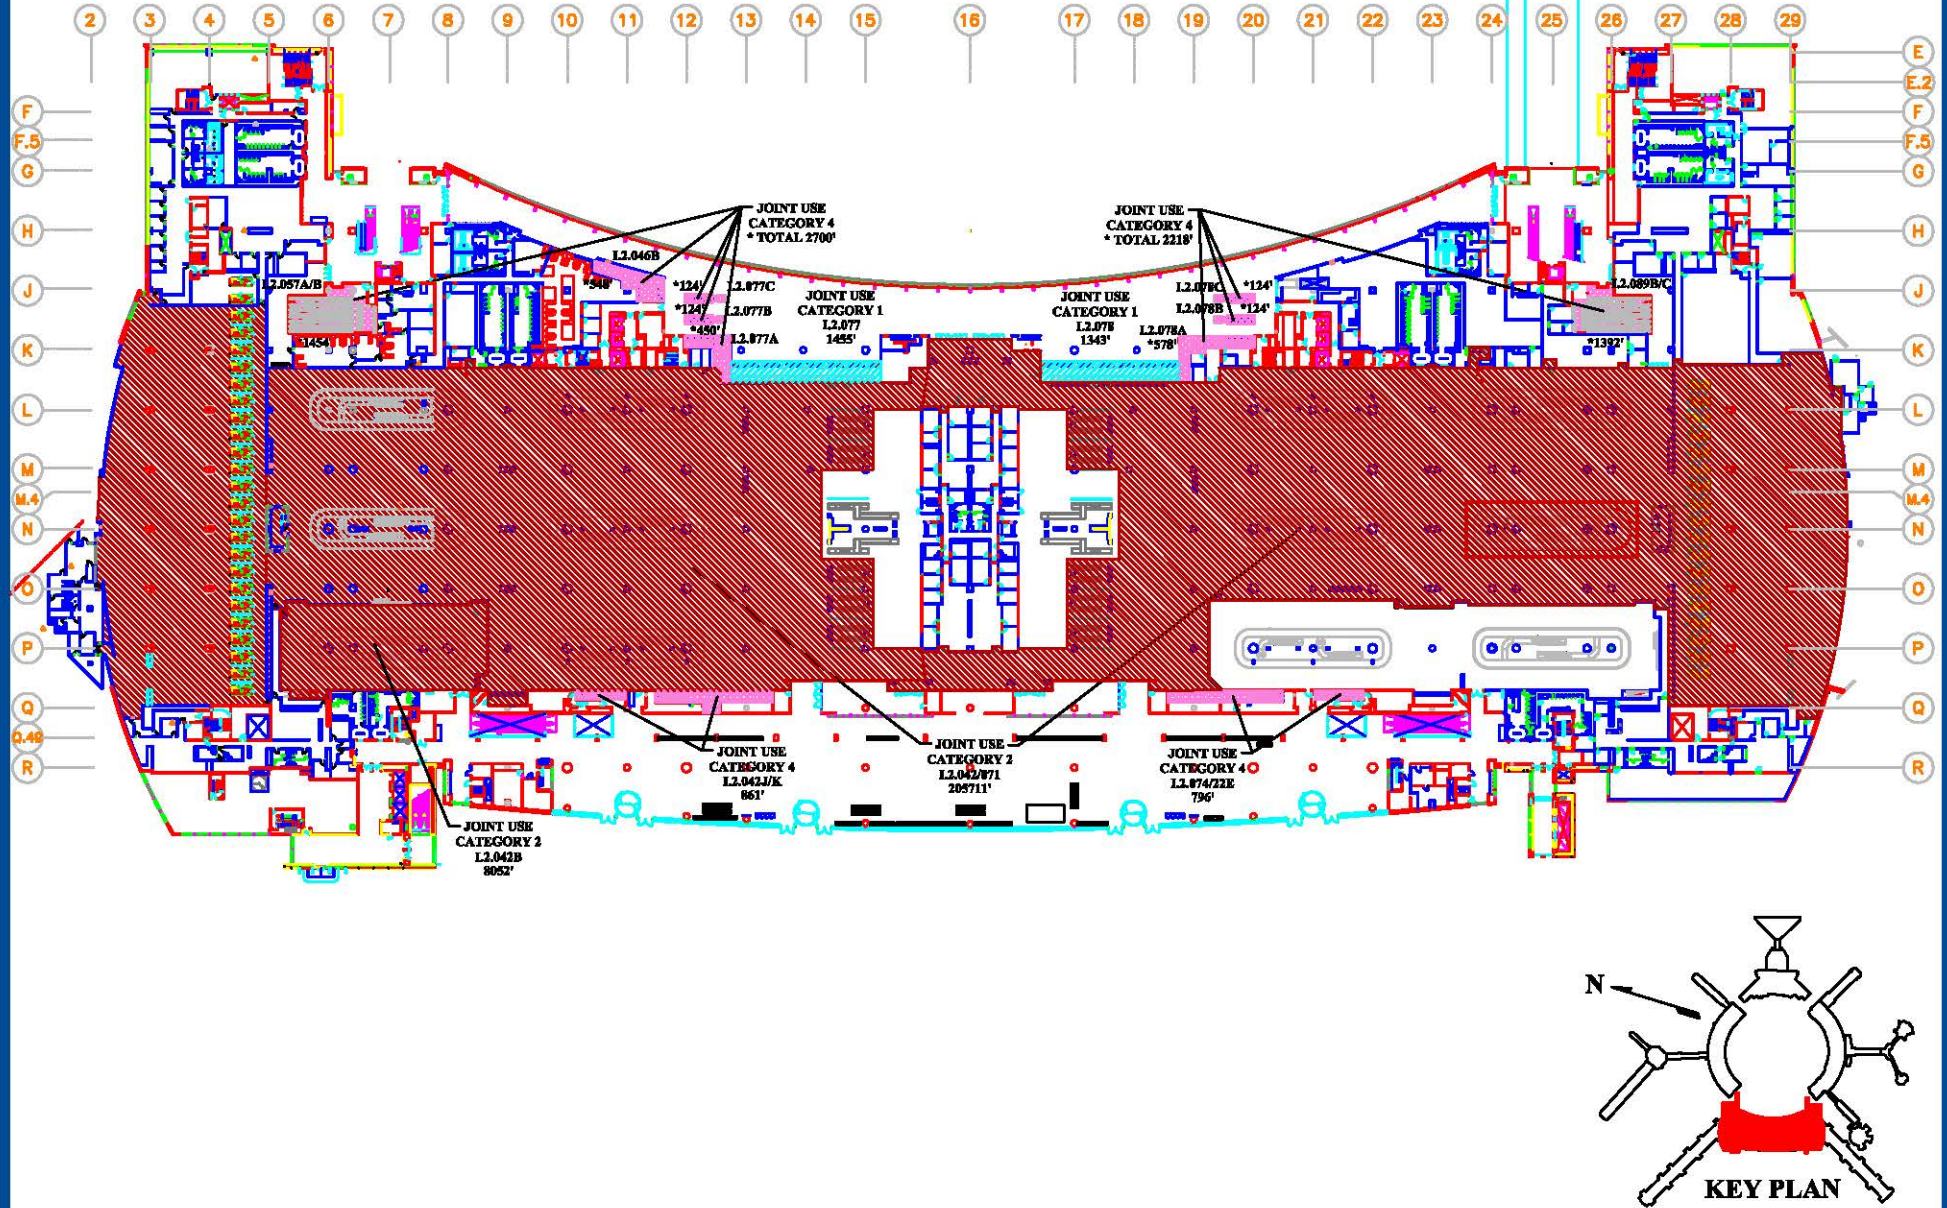 2 3 4 5 6 7 8 9 10 11 12 13 14 15 16 17 18 19 20 21 22 23 24 25 26 27 28 29
E
E.2
F F
F.5 F.5
G G
H H
J J
K K
L L
M M
M.4 M.4
N N
O O
P P
Q Q
R R
JOINT USE
CATEGORY 4
* TOTAL 2700'
JOINT USE
CATEGORY 4
* TOTAL 2218'
L2.046B
*548'
L2.057A/B
*1454'
*124'
L2.077C
*124'
L2.077B
*450'
L2.077A
JOINT USE
CATEGORY 1
L2.077
1455'
JOINT USE
CATEGORY 1
L2.078
1343'
L2.078C
*124'
L2.078B
*124'
L2.078A
*578'
L2.089B/C
*1392'
JOINT USE
CATEGORY 4
L2.042J/K
861'
JOINT USE
CATEGORY 2
L2.042/071
205711'
JOINT USE
CATEGORY 4
L2.074/22E
796'
JOINT USE
CATEGORY 2
L2.042B
8052'
N
KEY PLAN